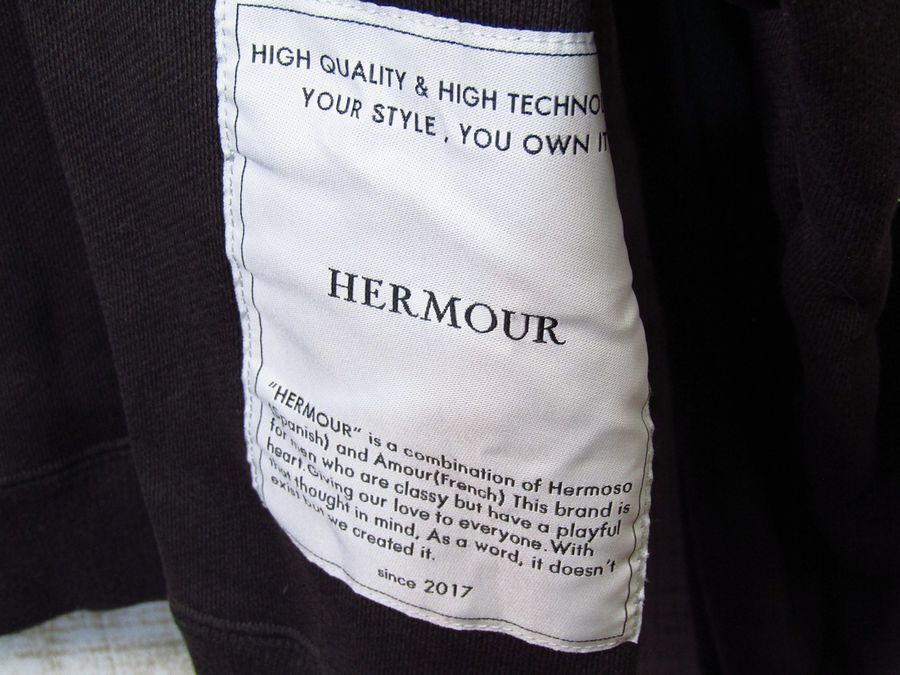 HIGH QUALITY & HIGH TECHNO
YOUR STYLE , YOU OWN IT
HERMOUR
"HERMOUR" is a combination of Hermoso
(Spanish) and Amour(French) This brand is
for men who are classy but have a playful
heart.Giving our love to everyone.With
that thought in mind, As a word, it doesn't
exist but we created it.
since 2017